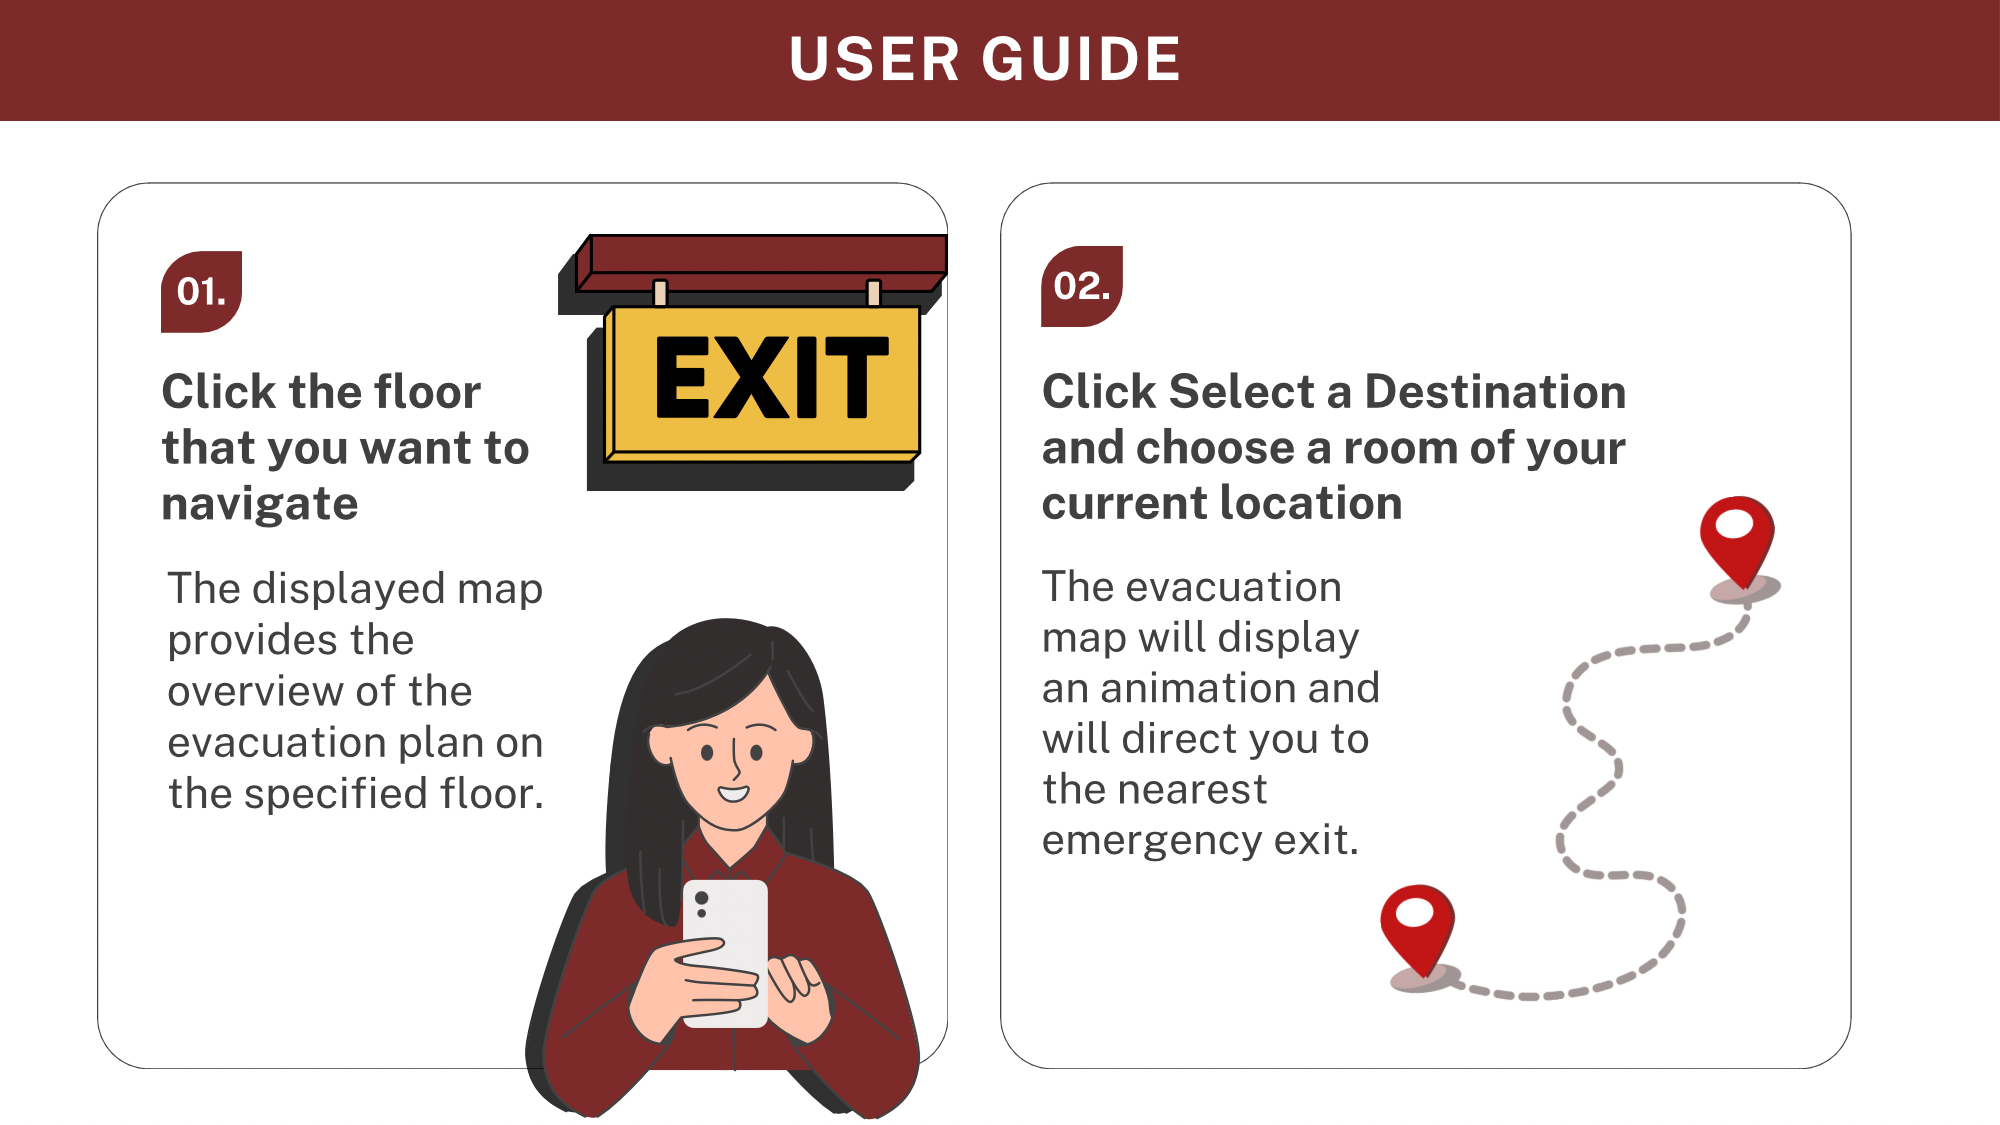 USER GUIDE
01.
Click the floor
that you want to
navigate
The displayed map
provides the
overview of the
evacuation plan on
the specified floor.
EXIT
02.
Click Select a Destination
and choose a room of your
current location
The evacuation
map will display
an animation and
will direct you to
the nearest
emergency exit.